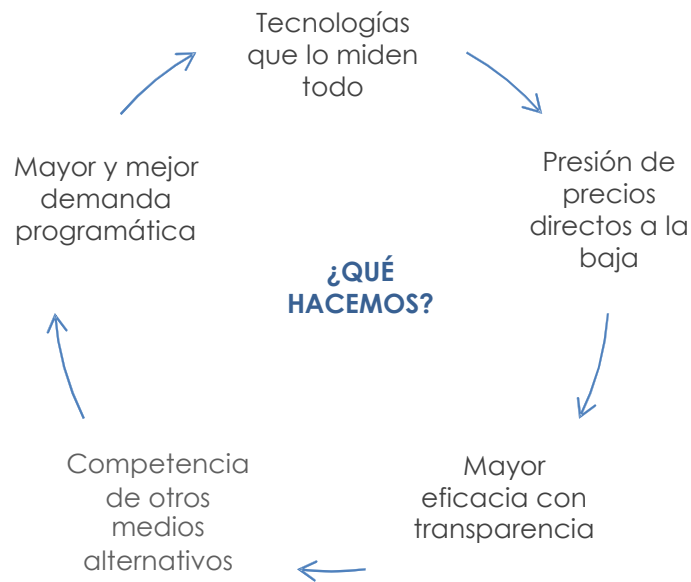 Tecnologías
que lo miden
todo
Presión de
precios
directos a la
baja
Mayor
eficacia con
transparencia
Competencia
de otros
medios
alternativos
Mayor y mejor
demanda
programática
¿QUÉ
HACEMOS?